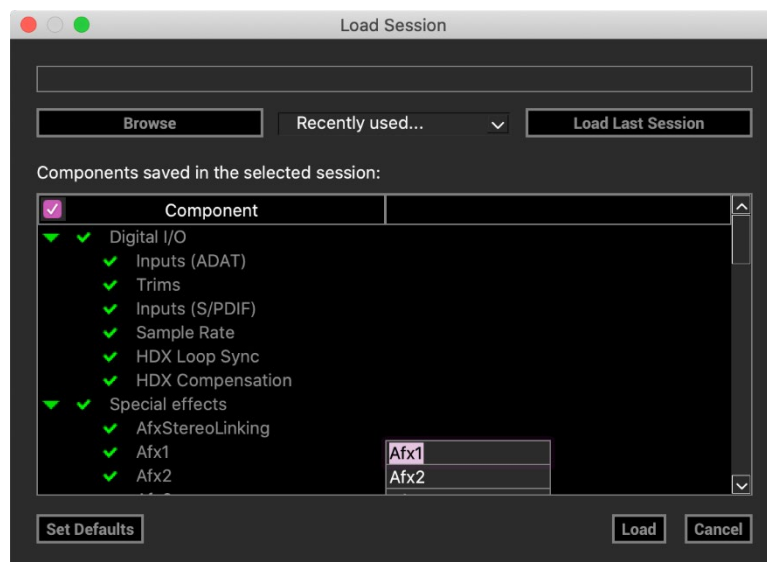 Load Session
Browse Recently used... Load Last Session
Components saved in the selected session:
Component
Digital I/O
Inputs (ADAT)
Trims
Inputs (S/PDIF)
Sample Rate
HDX Loop Sync
HDX Compensation
Special effects
AfxStereoLinking
Afx1 Afx1
Afx2 Afx2
Set Defaults Load Cancel